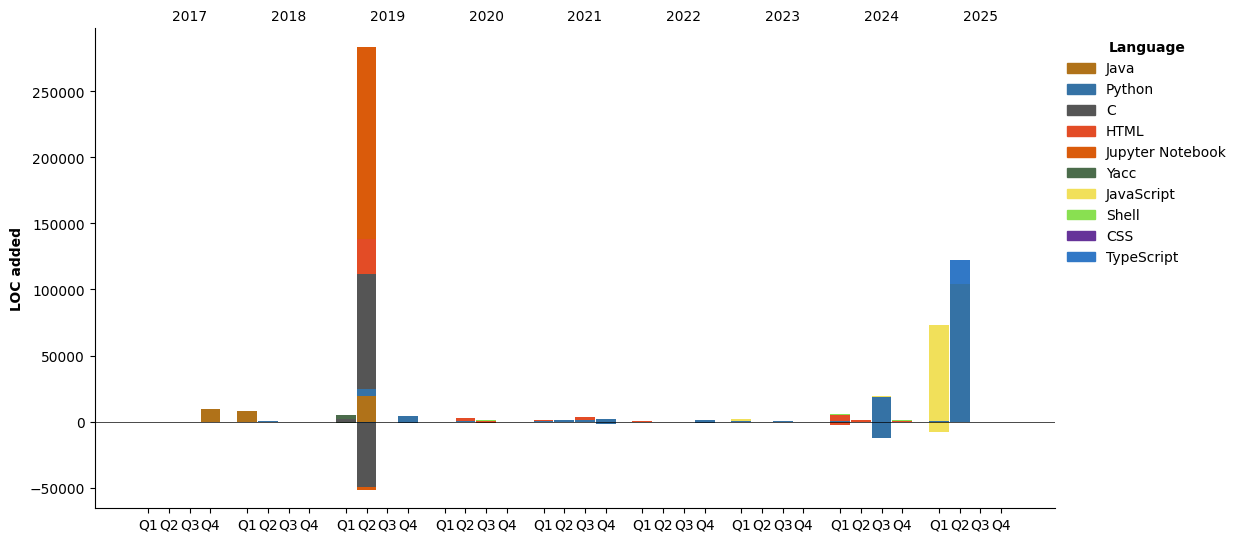 2017 2018 2019 2020 2021 2022 2023 2024 2025
Language
Java
Python
C
HTML
Jupyter Notebook
Yacc
JavaScript
Shell
CSS
TypeScript
LOC added
250000
200000
150000
100000
50000
0
−50000
Q1 Q2 Q3 Q4 Q1 Q2 Q3 Q4 Q1 Q2 Q3 Q4 Q1 Q2 Q3 Q4 Q1 Q2 Q3 Q4 Q1 Q2 Q3 Q4 Q1 Q2 Q3 Q4 Q1 Q2 Q3 Q4 Q1 Q2 Q3 Q4